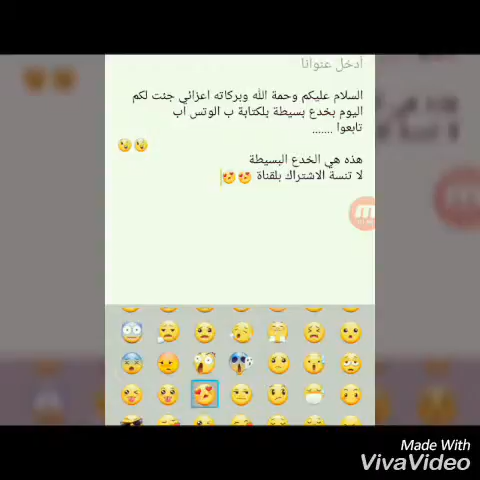 أدخل عنوانا
السلام عليكم وحمة الله وبركاته اعزائي جئت لكم
اليوم بخدع بسيطة بلكتابة ب الوتس آب
تابعوا .......
😯😯
هذه هي الخدع البسيطة
لا تنسة الاشتراك بلقناة 😍😍
Made With
VivaVideo